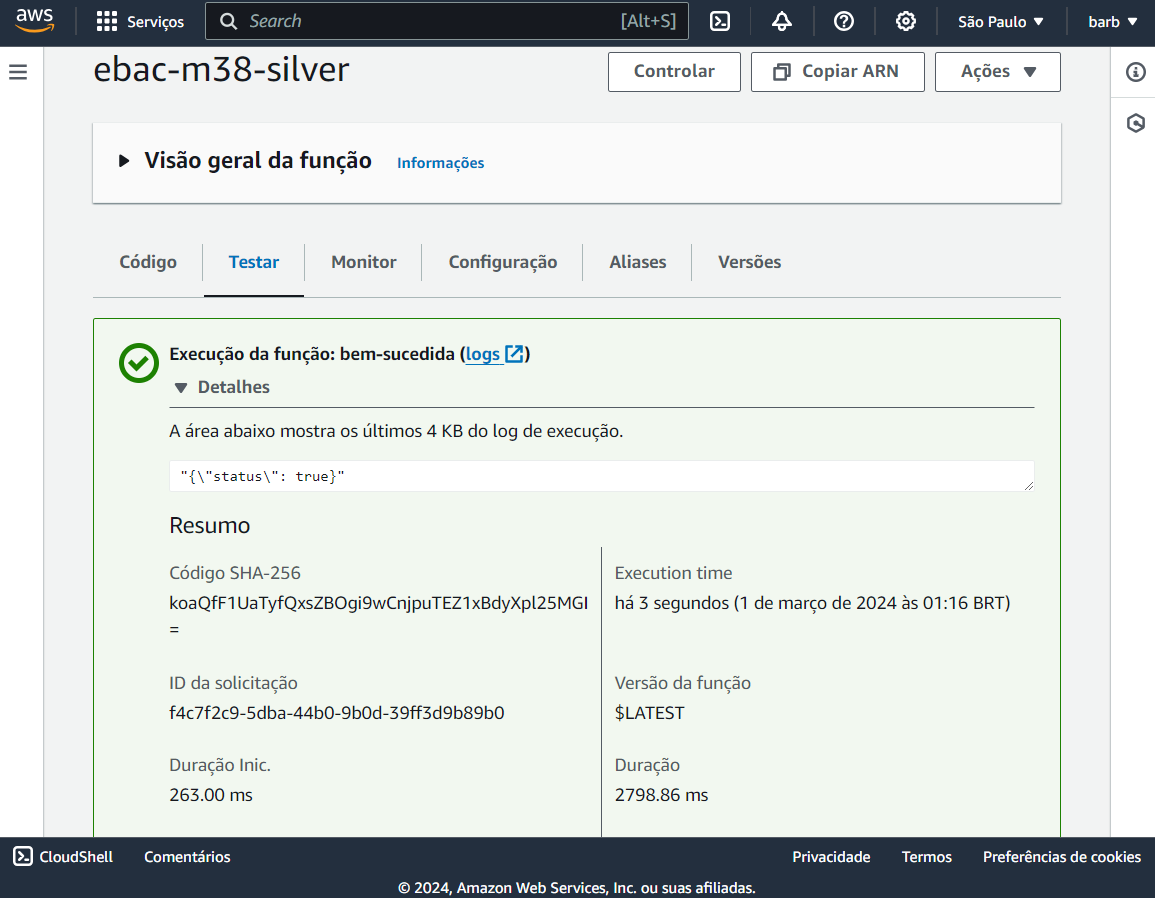 aws
Serviços
Search
[Alt+S]
São Paulo
barb
ebac-m38-silver
Controlar
Copiar ARN
Ações
Visão geral da função
Informações
Código
Testar
Monitor
Configuração
Aliases
Versões
Execução da função: bem-sucedida (logs)
Detalhes
A área abaixo mostra os últimos 4 KB do log de execução.
"{\"status\": true}"
Resumo
Código SHA-256
koaQfF1UaTyfQxsZBOgi9wCnjpuTEZ1xBdyXpl25MGI
=
Execution time
há 3 segundos (1 de março de 2024 às 01:16 BRT)
ID da solicitação
f4c7f2c9-5dba-44b0-9b0d-39ff3d9b89b0
Versão da função
$LATEST
Duração Inic.
263.00 ms
Duração
2798.86 ms
CloudShell
Comentários
Privacidade
Termos
Preferências de cookies
© 2024, Amazon Web Services, Inc. ou suas afiliadas.